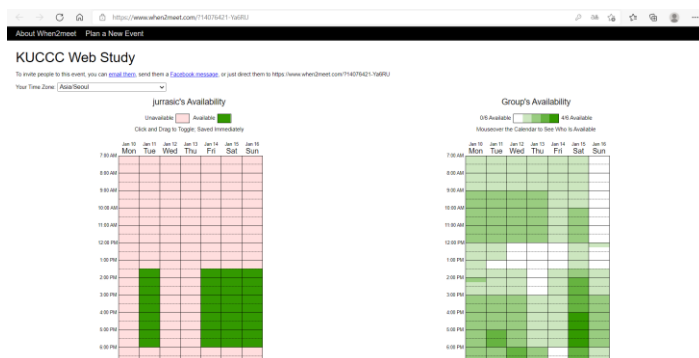 https://www.when2meet.com/?14076421-Ya6RU
About When2meet Plan a New Event
KUCCC Web Study
To invite people to this event, you can email them, send them a Facebook message, or just direct them to https://www.when2meet.com/?14076421-Ya6RU
Your Time Zone: Asia/Seoul
jurrasic's Availability
Unavailable Available
Click and Drag to Toggle; Saved Immediately
Jan 10 Jan 11 Jan 12 Jan 13 Jan 14 Jan 15 Jan 16
Mon Tue Wed Thu Fri Sat Sun
7:00 AM
8:00 AM
9:00 AM
10:00 AM
11:00 AM
12:00 PM
1:00 PM
2:00 PM
3:00 PM
4:00 PM
5:00 PM
6:00 PM
Group's Availability
0/6 Available 4/6 Available
Mouseover the Calendar to See Who Is Available
Jan 10 Jan 11 Jan 12 Jan 13 Jan 14 Jan 15 Jan 16
Mon Tue Wed Thu Fri Sat Sun
7:00 AM
8:00 AM
9:00 AM
10:00 AM
11:00 AM
12:00 PM
1:00 PM
2:00 PM
3:00 PM
4:00 PM
5:00 PM
6:00 PM